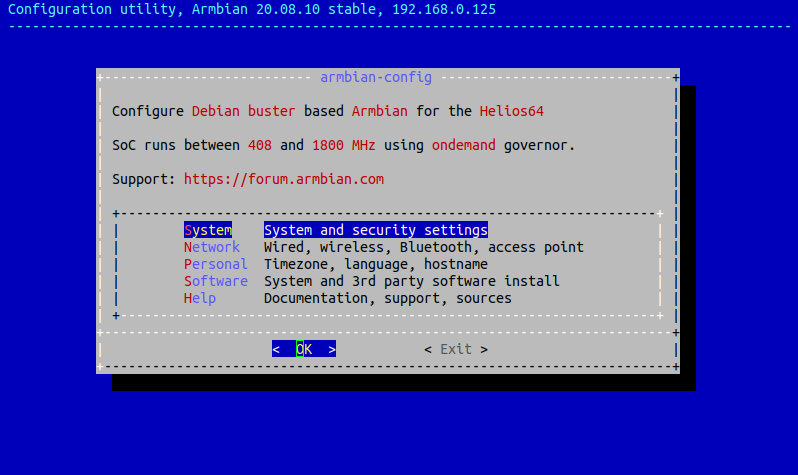 Configuration utility, Armbian 20.08.10 stable, 192.168.0.125
armbian-config
Configure Debian buster based Armbian for the Helios64
SoC runs between 408 and 1800 MHz using ondemand governor.
Support: https://forum.armbian.com
System System and security settings
Network Wired, wireless, Bluetooth, access point
Personal Timezone, language, hostname
Software System and 3rd party software install
Help Documentation, support, sources
< OK > < Exit >